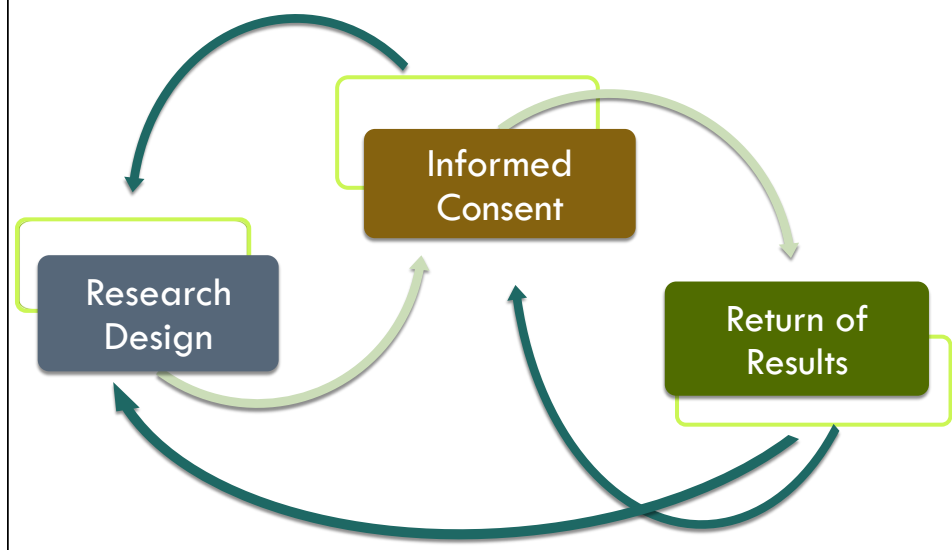 Informed
Consent
Research
Design
Return of
Results